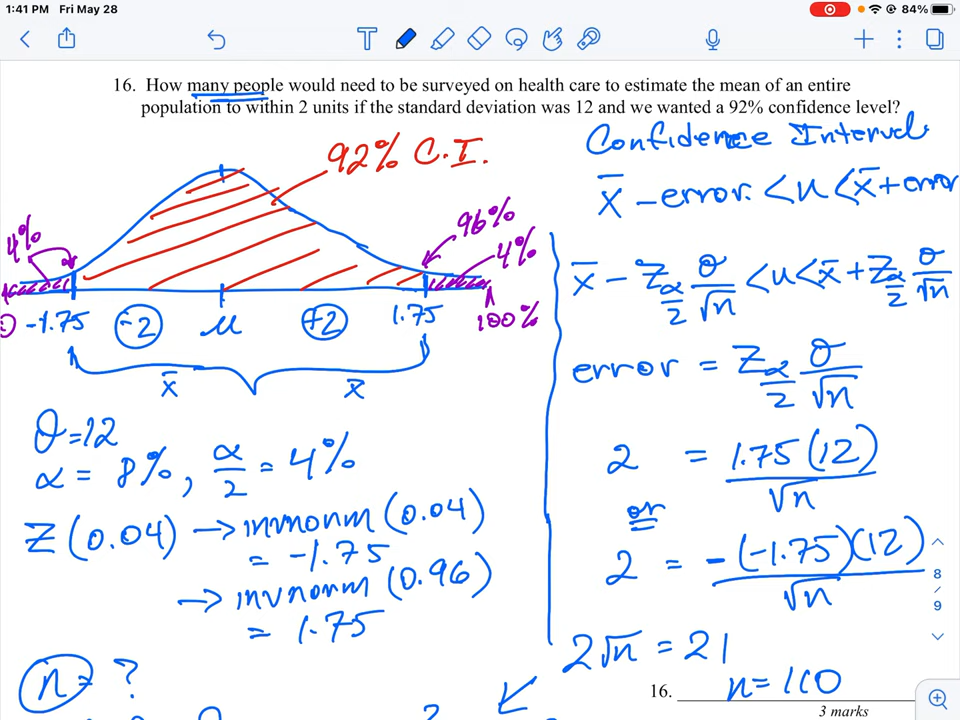 1:41 PM Fri May 28
84%
16. How many people would need to be surveyed on health care to estimate the mean of an entire
population to within 2 units if the standard deviation was 12 and we wanted a 92% confidence level?
Confidence Interval
92% C.I.
x̄ - error < u < x̄ + error
4%
96%
4%
x̄ - Zα/2 σ/√n < u < x̄ + Zα/2 σ/√n
-1.75 -2 μ +2 1.75 100%
x̄ x̄
error = Zα/2 σ/√n
σ=12
α = 8%, α/2 = 4%
2 = 1.75(12)/√n
or
Z(0.04) → invnorm(0.04)
= -1.75
2 = -(-1.75)(12)/√n
→ invnorm(0.96)
= 1.75
8
/
9
2√n = 21
n = ?
16. n = 110
3 marks